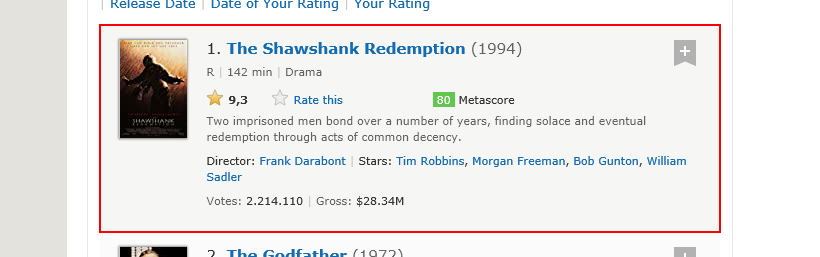 Release Date | Date of Your Rating | Your Rating
1. The Shawshank Redemption (1994)
R | 142 min | Drama
9,3 Rate this 80 Metascore
Two imprisoned men bond over a number of years, finding solace and eventual
redemption through acts of common decency.
Director: Frank Darabont | Stars: Tim Robbins, Morgan Freeman, Bob Gunton, William
Sadler
Votes: 2.214.110 | Gross: $28.34M
SHAWSHANK
REDEMPTION
2. The Godfather (1972)